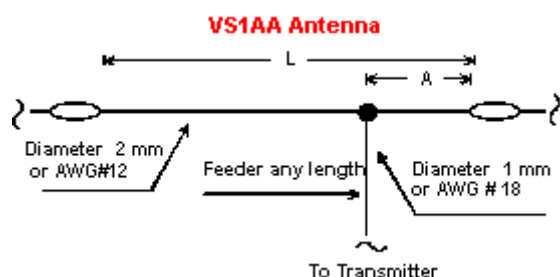 VS1AA Antenna
L
A
Diameter 2 mm
or AWG#12
Feeder any length
Diameter 1 mm
or AWG # 18
To Transmitter